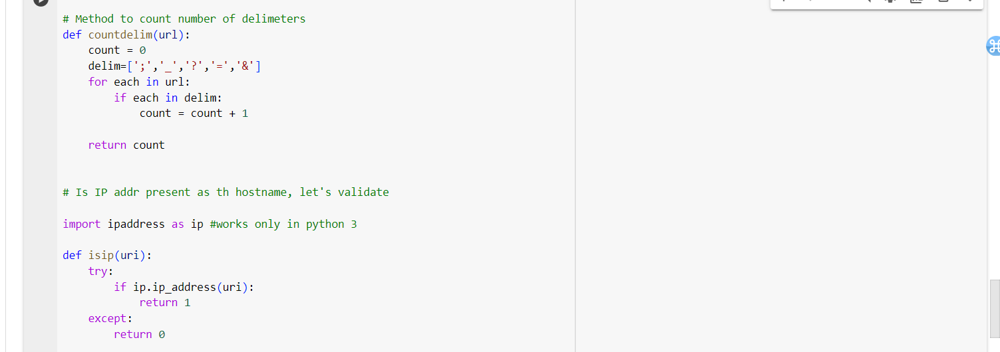 # Method to count number of delimeters
def countdelim(url):
    count = 0
    delim=[';','_','?','=','&']
    for each in url:
        if each in delim:
            count = count + 1
    return count
# Is IP addr present as th hostname, let's validate
import ipaddress as ip #works only in python 3
def isip(uri):
    try:
        if ip.ip_address(uri):
            return 1
    except:
        return 0